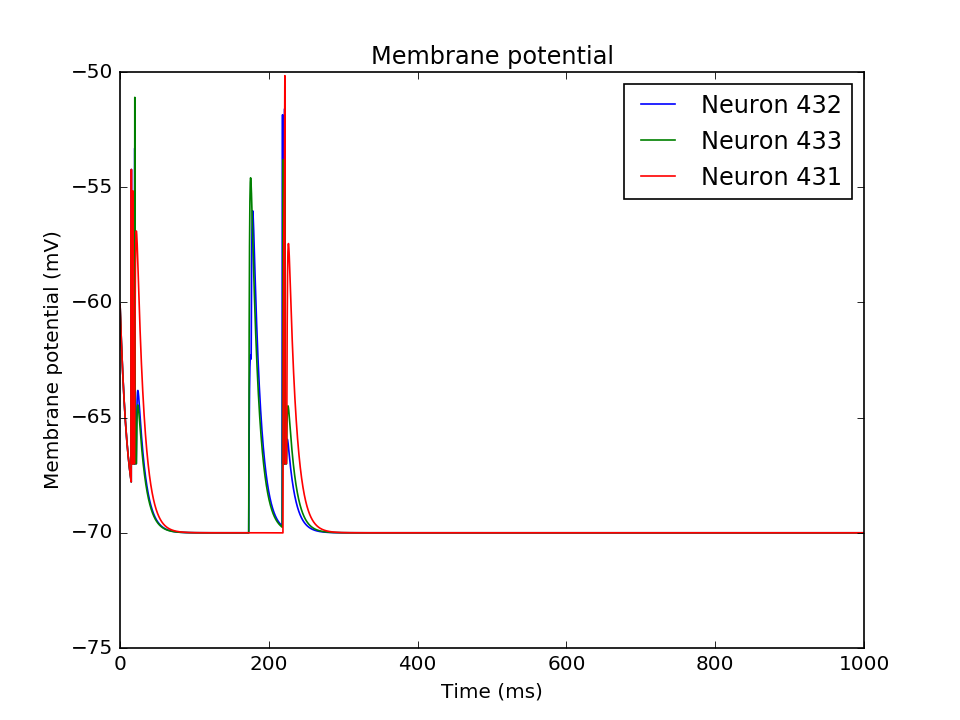 Membrane potential
Neuron 432
Neuron 433
Neuron 431
Membrane potential (mV)
−50
−55
−60
−65
−70
−75
0 200 400 600 800 1000
Time (ms)